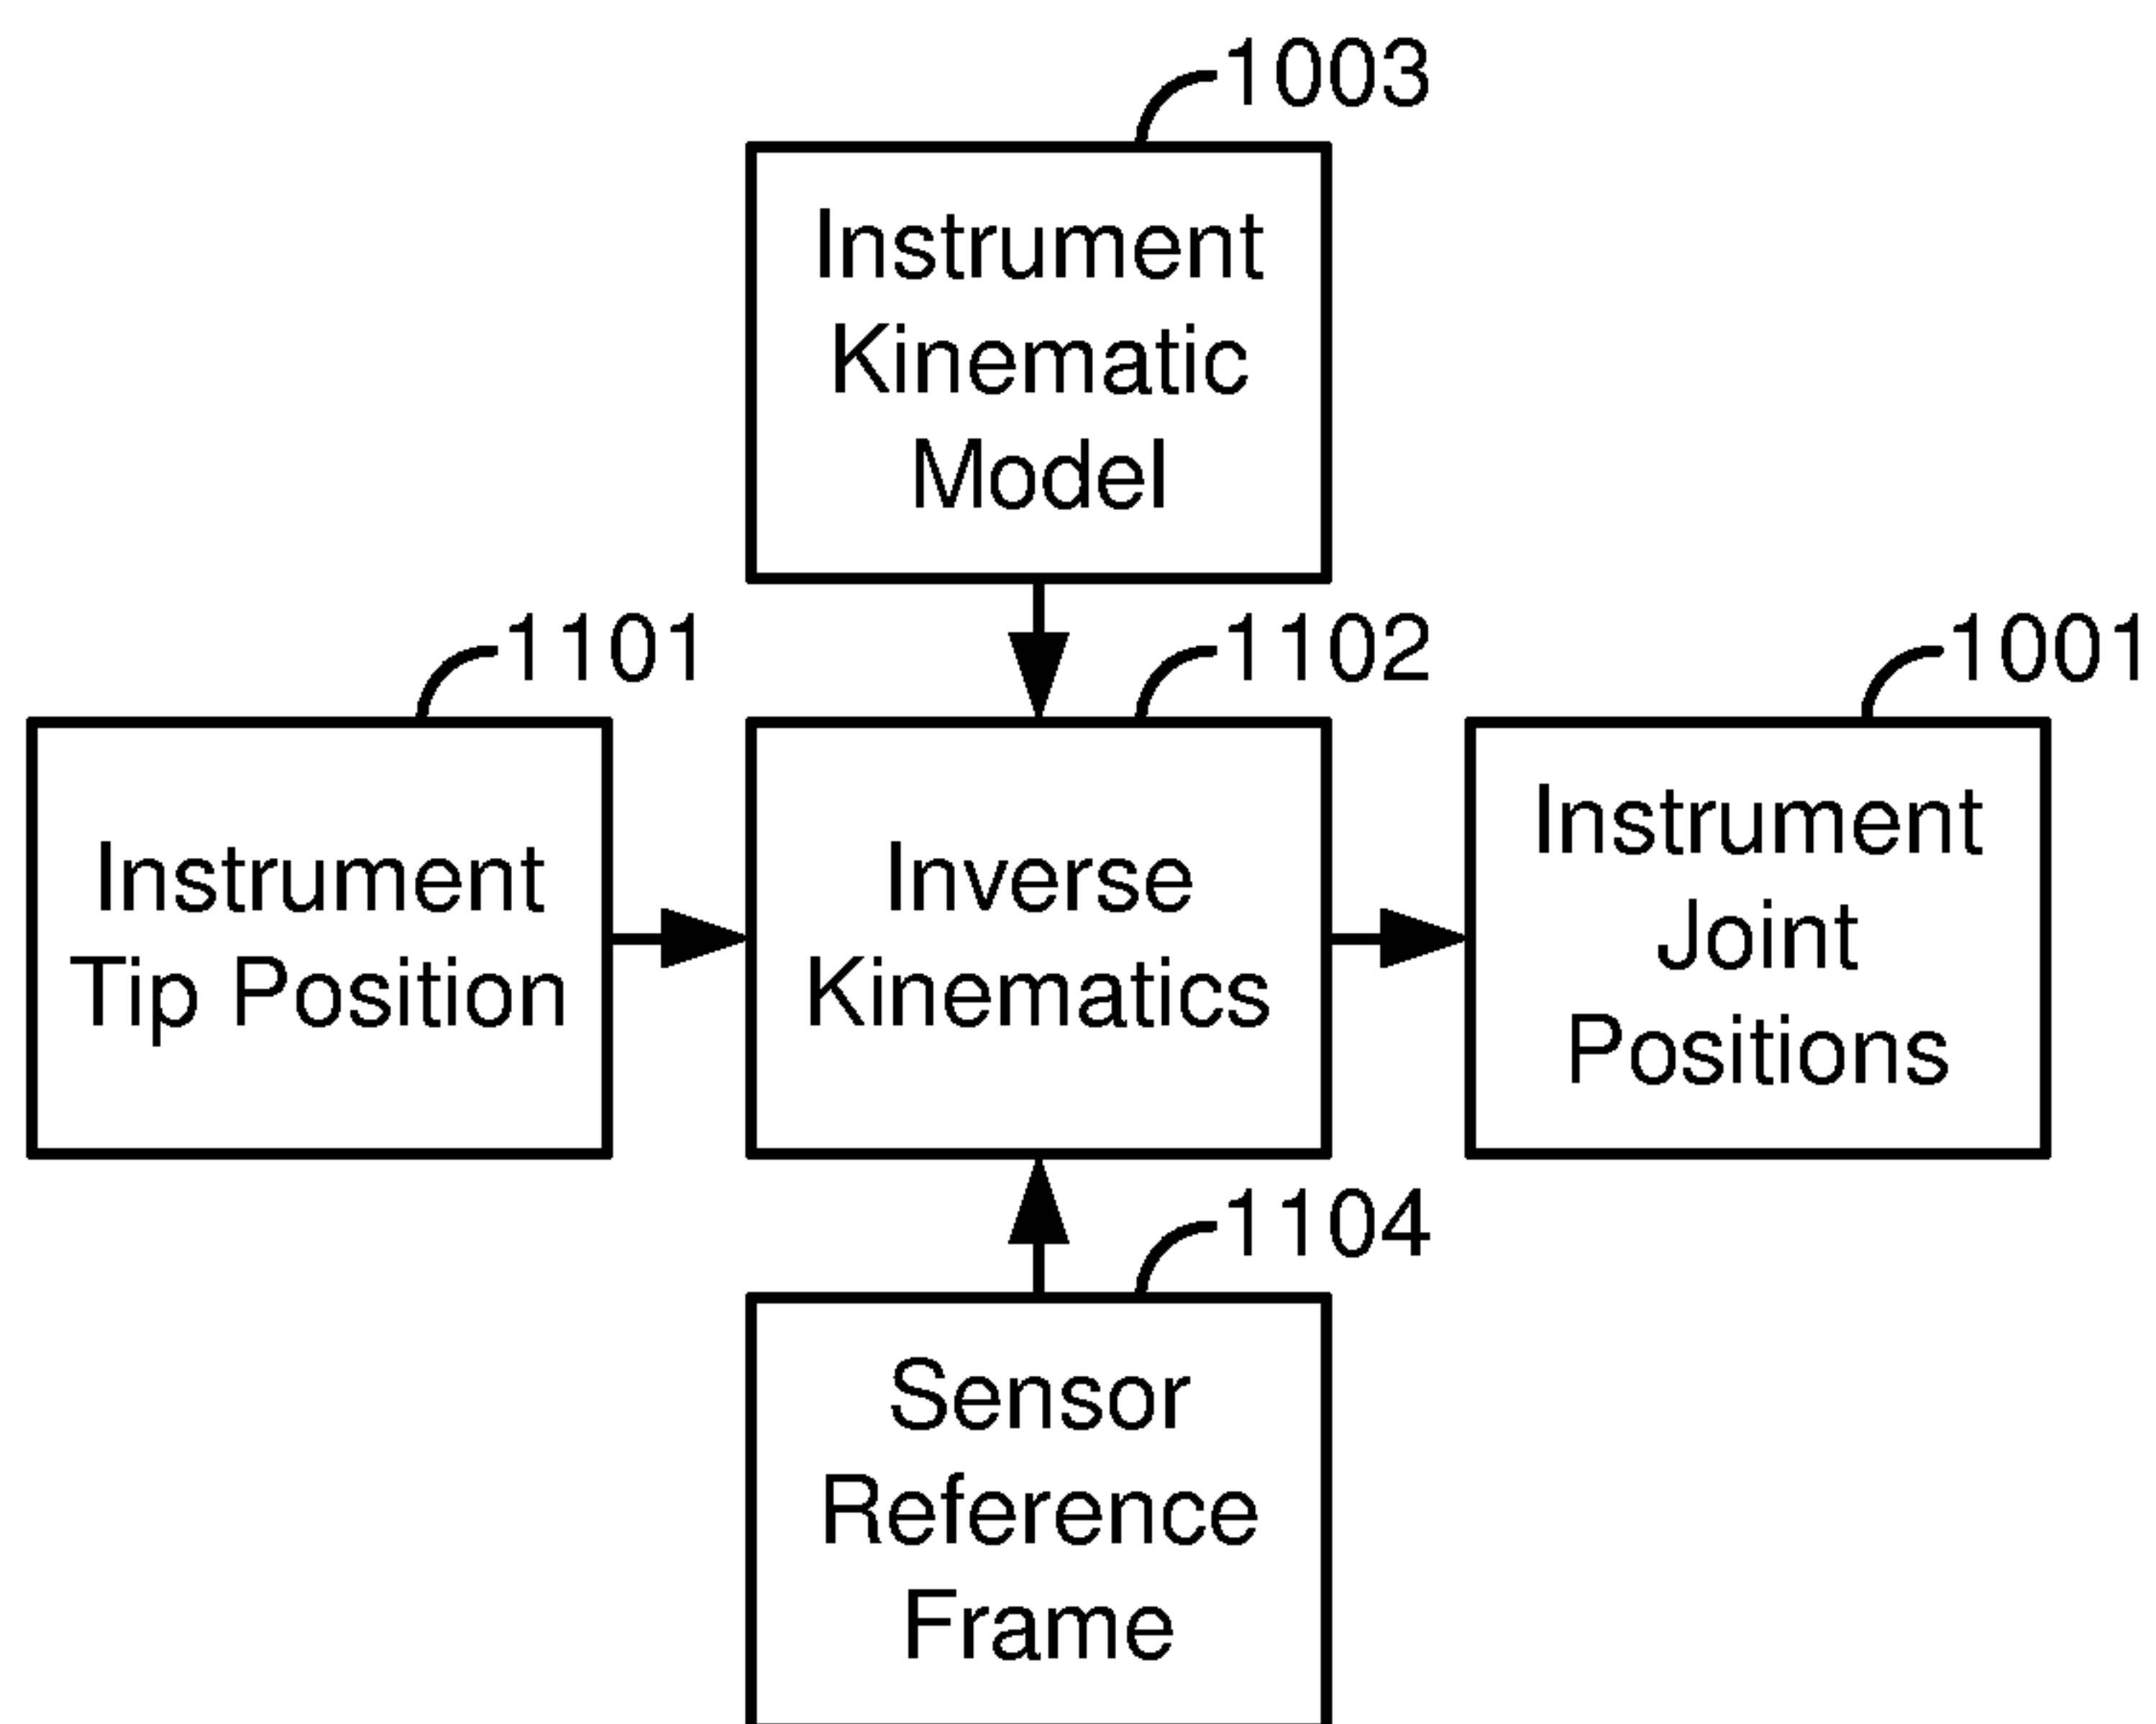 1003
Instrument
Kinematic
Model
1101
1102
1001
Instrument
Tip Position
Inverse
Kinematics
Instrument
Joint
Positions
1104
Sensor
Reference
Frame